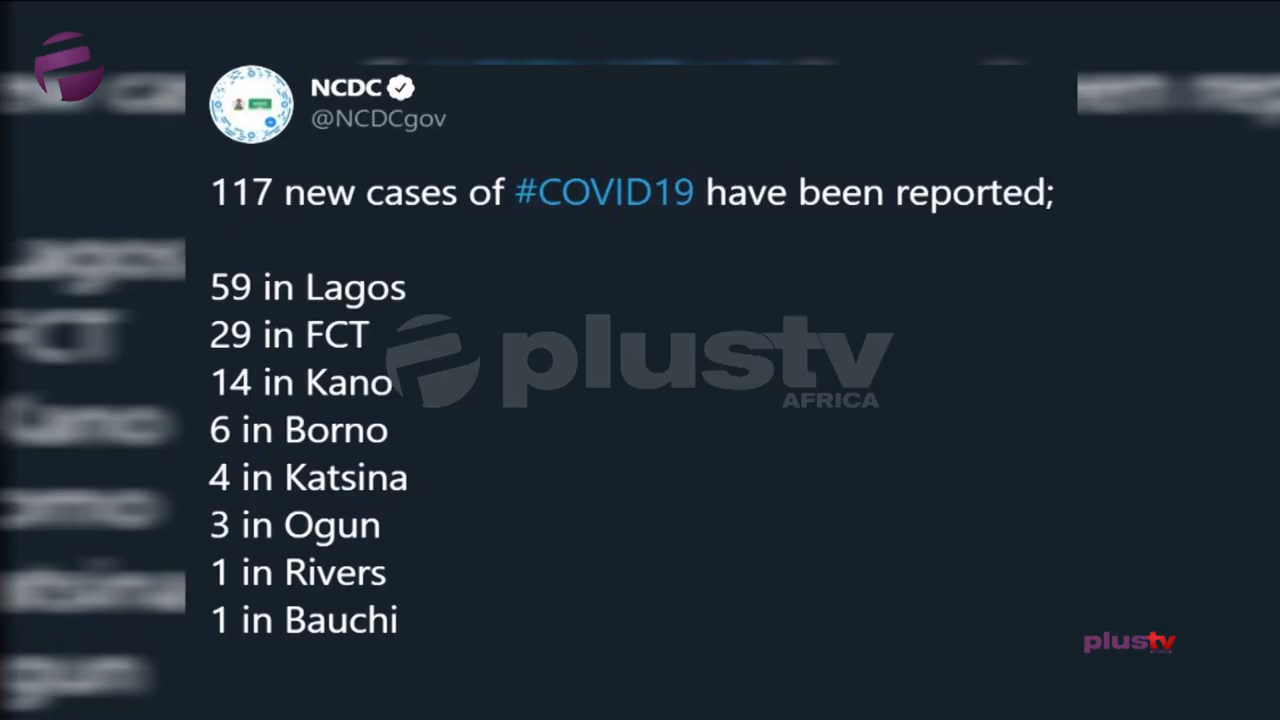 NCDC
@NCDCgov
117 new cases of #COVID19 have been reported;
59 in Lagos
29 in FCT
14 in Kano
6 in Borno
4 in Katsina
3 in Ogun
1 in Rivers
1 in Bauchi
plustv
AFRICA
plustv
AFRICA